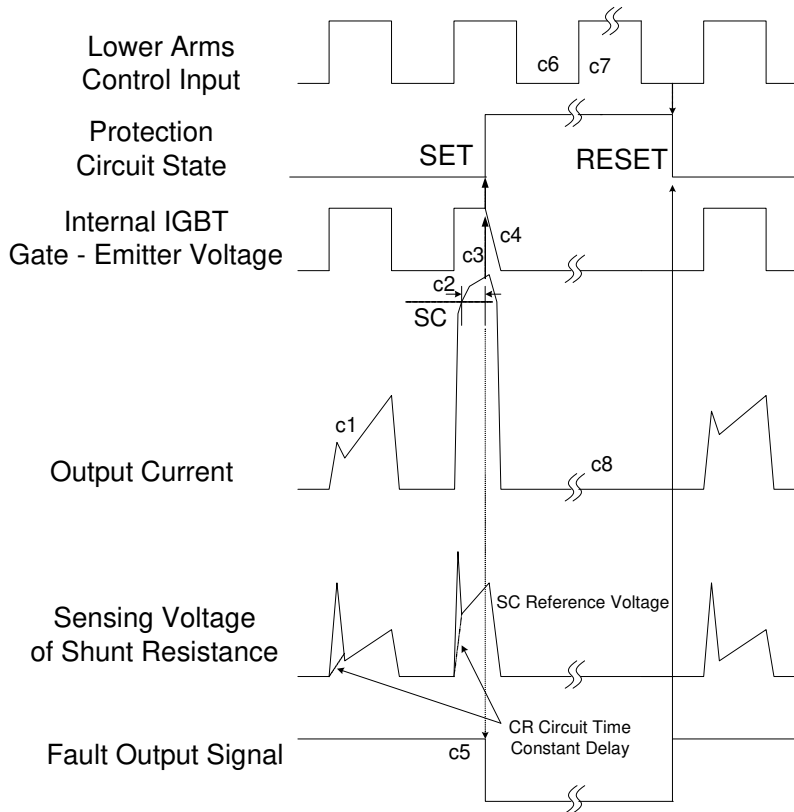 Lower Arms
Control Input
c6
c7
Protection
Circuit State
SET
RESET
Internal IGBT
Gate - Emitter Voltage
c3
c4
c2
SC
c1
Output Current
c8
SC Reference Voltage
Sensing Voltage
of Shunt Resistance
CR Circuit Time
Constant Delay
Fault Output Signal
c5